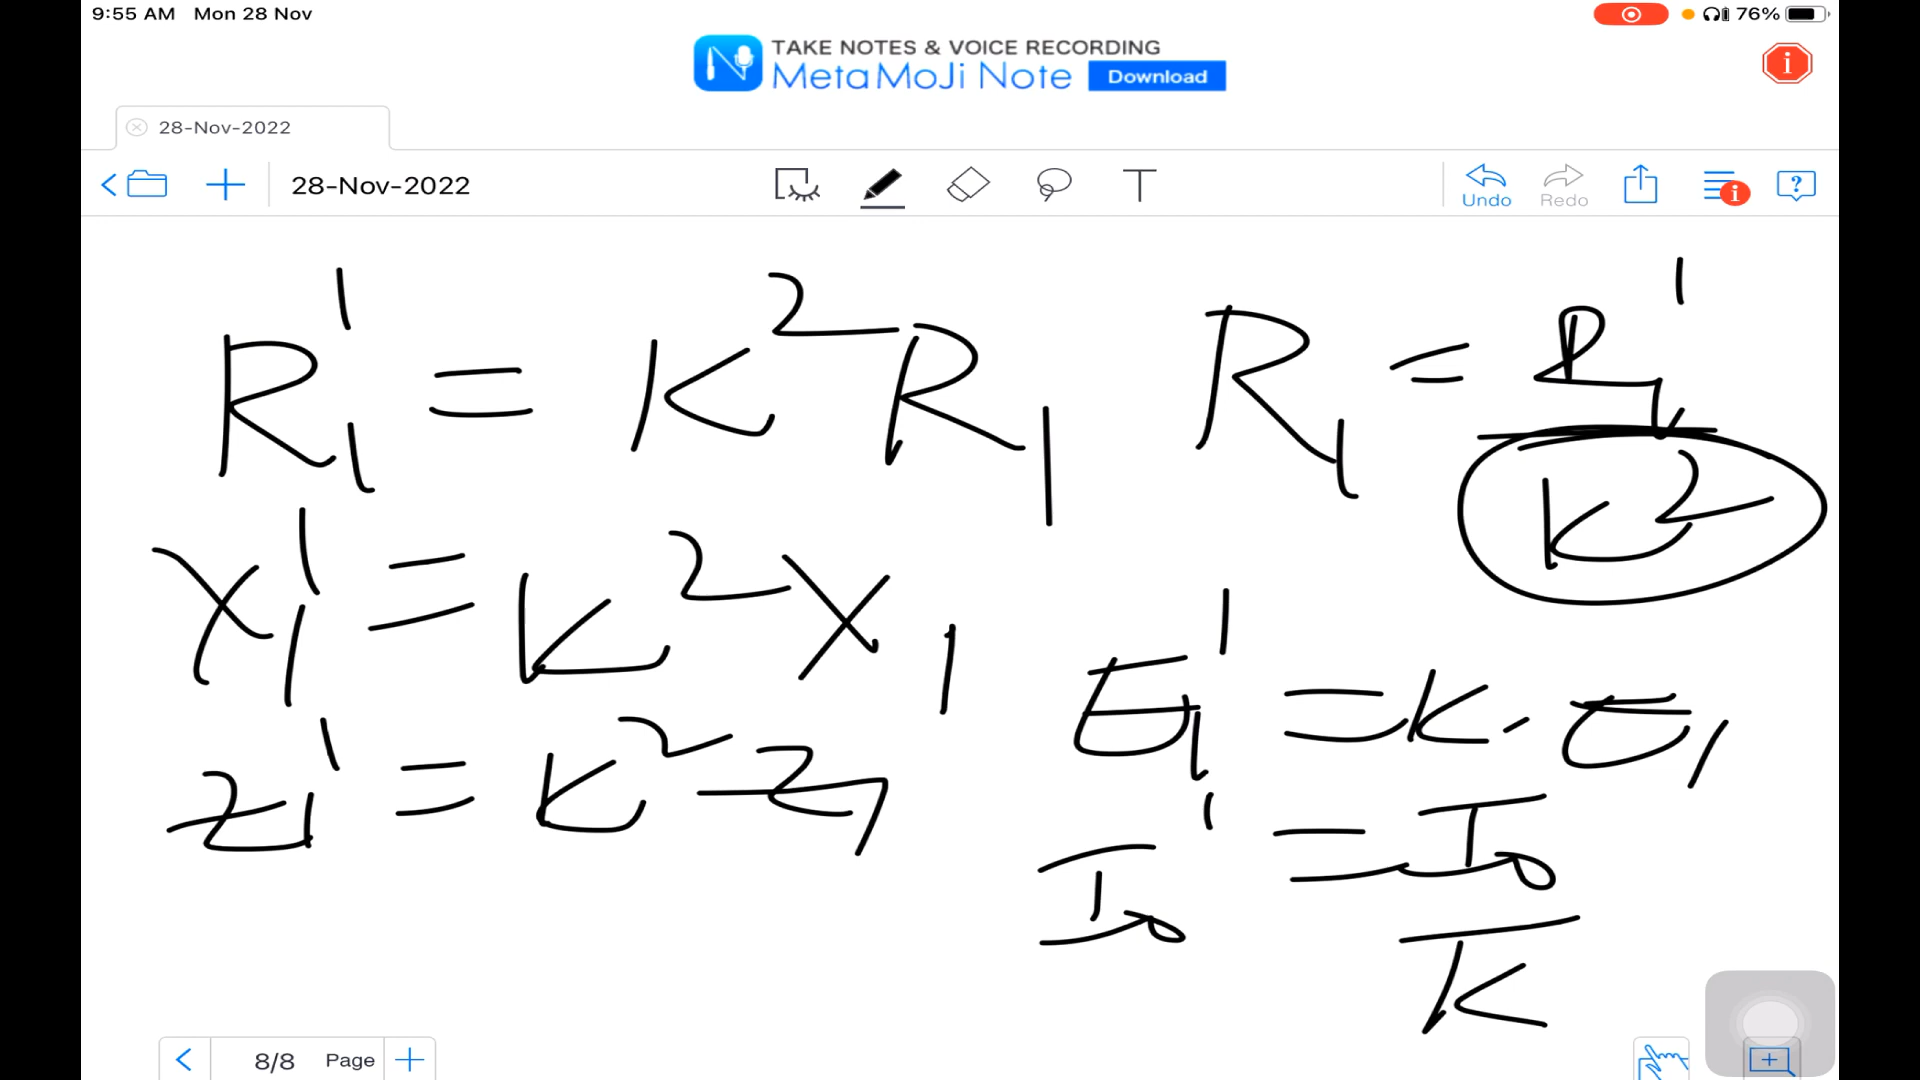 9:55 AM Mon 28 Nov 76%
TAKE NOTES & VOICE RECORDING
MetaMoJi Note Download
28-Nov-2022
28-Nov-2022
T
Undo
Redo
R₁' = K²R₁
R₁ = R₁' / K²
X₁' = K²X₁
E₁' = K · E₁
Z₁' = K²Z₁
I₀' = I₀ / K
8/8 Page